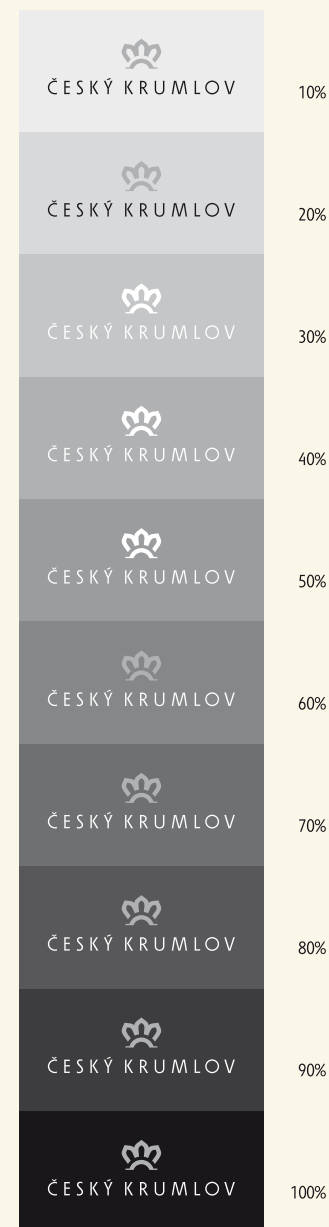 ČESKÝ KRUMLOV
10%
ČESKÝ KRUMLOV
20%
ČESKÝ KRUMLOV
30%
ČESKÝ KRUMLOV
40%
ČESKÝ KRUMLOV
50%
ČESKÝ KRUMLOV
60%
ČESKÝ KRUMLOV
70%
ČESKÝ KRUMLOV
80%
ČESKÝ KRUMLOV
90%
ČESKÝ KRUMLOV
100%